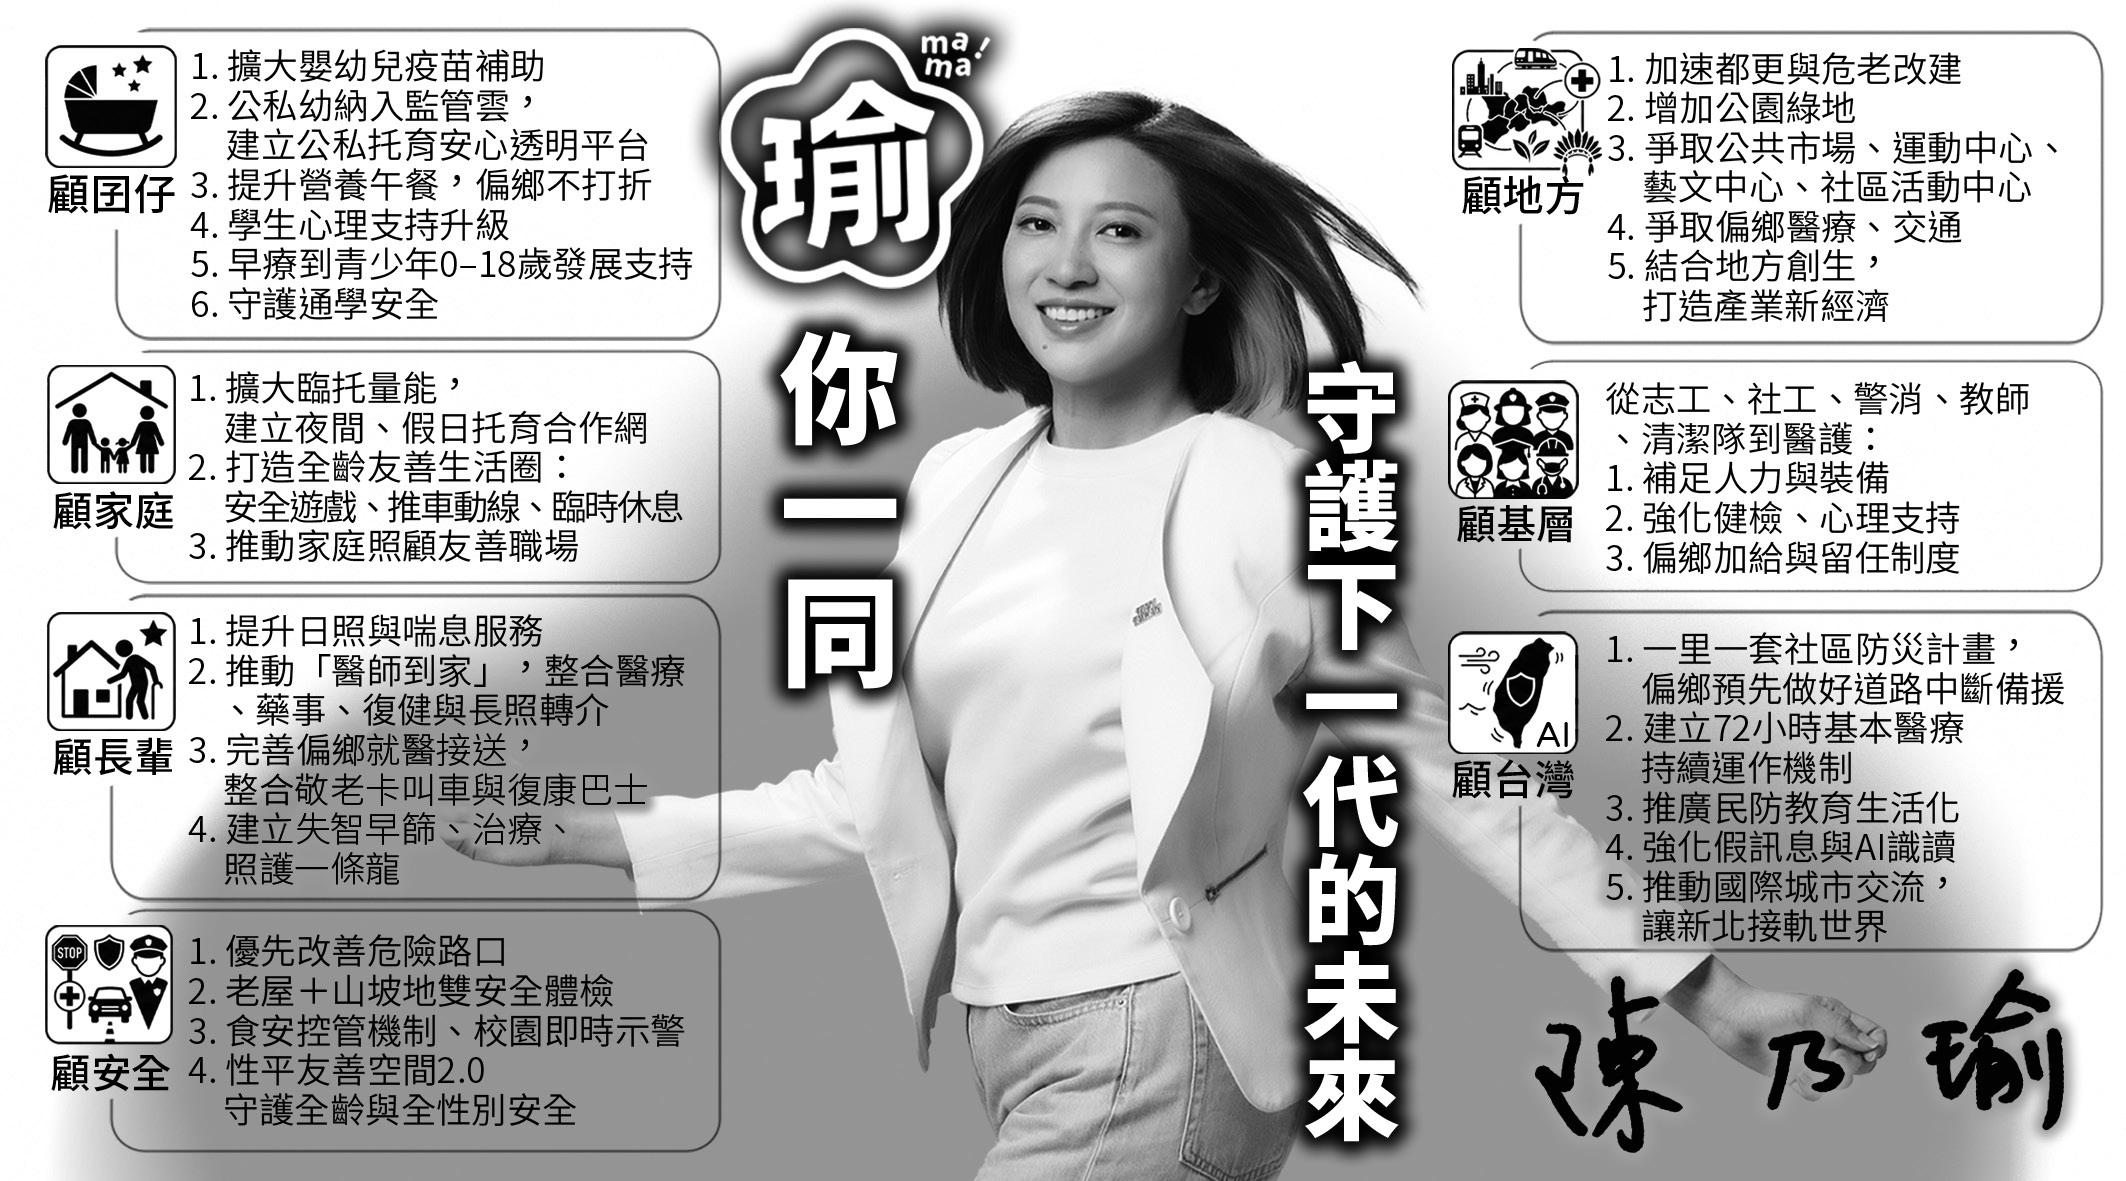 顧囝仔
1. 擴大嬰幼兒疫苗補助
2. 公私幼納入監管雲，
建立公私托育安心透明平台
3. 提升營養午餐，偏鄉不打折
4. 學生心理支持升級
5. 早療到青少年0–18歲發展支持
6. 守護通學安全
顧家庭
1. 擴大臨托量能，
建立夜間、假日托育合作網
2. 打造全齡友善生活圈：
安全遊戲、推車動線、臨時休息
3. 推動家庭照顧友善職場
顧長輩
1. 提升日照與喘息服務
2. 推動「醫師到家」，整合醫療
、藥事、復健與長照轉介
3. 完善偏鄉就醫接送，
整合敬老卡叫車與復康巴士
4. 建立失智早篩、治療、
照護一條龍
STOP
顧安全
1. 優先改善危險路口
2. 老屋＋山坡地雙安全體檢
3. 食安控管機制、校園即時示警
4. 性平友善空間2.0
守護全齡與全性別安全
瑜
ma
ma!
你一同
守護下一代的未來
顧地方
1. 加速都更與危老改建
2. 增加公園綠地
3. 爭取公共市場、運動中心、
藝文中心、社區活動中心
4. 爭取偏鄉醫療、交通
5. 結合地方創生，
打造產業新經濟
顧基層
從志工、社工、警消、教師
、清潔隊到醫護：
1. 補足人力與裝備
2. 強化健檢、心理支持
3. 偏鄉加給與留任制度
AI
顧台灣
1. 一里一套社區防災計畫，
偏鄉預先做好道路中斷備援
2. 建立72小時基本醫療
持續運作機制
3. 推廣民防教育生活化
4. 強化假訊息與AI識讀
5. 推動國際城市交流，
讓新北接軌世界
陳乃瑜